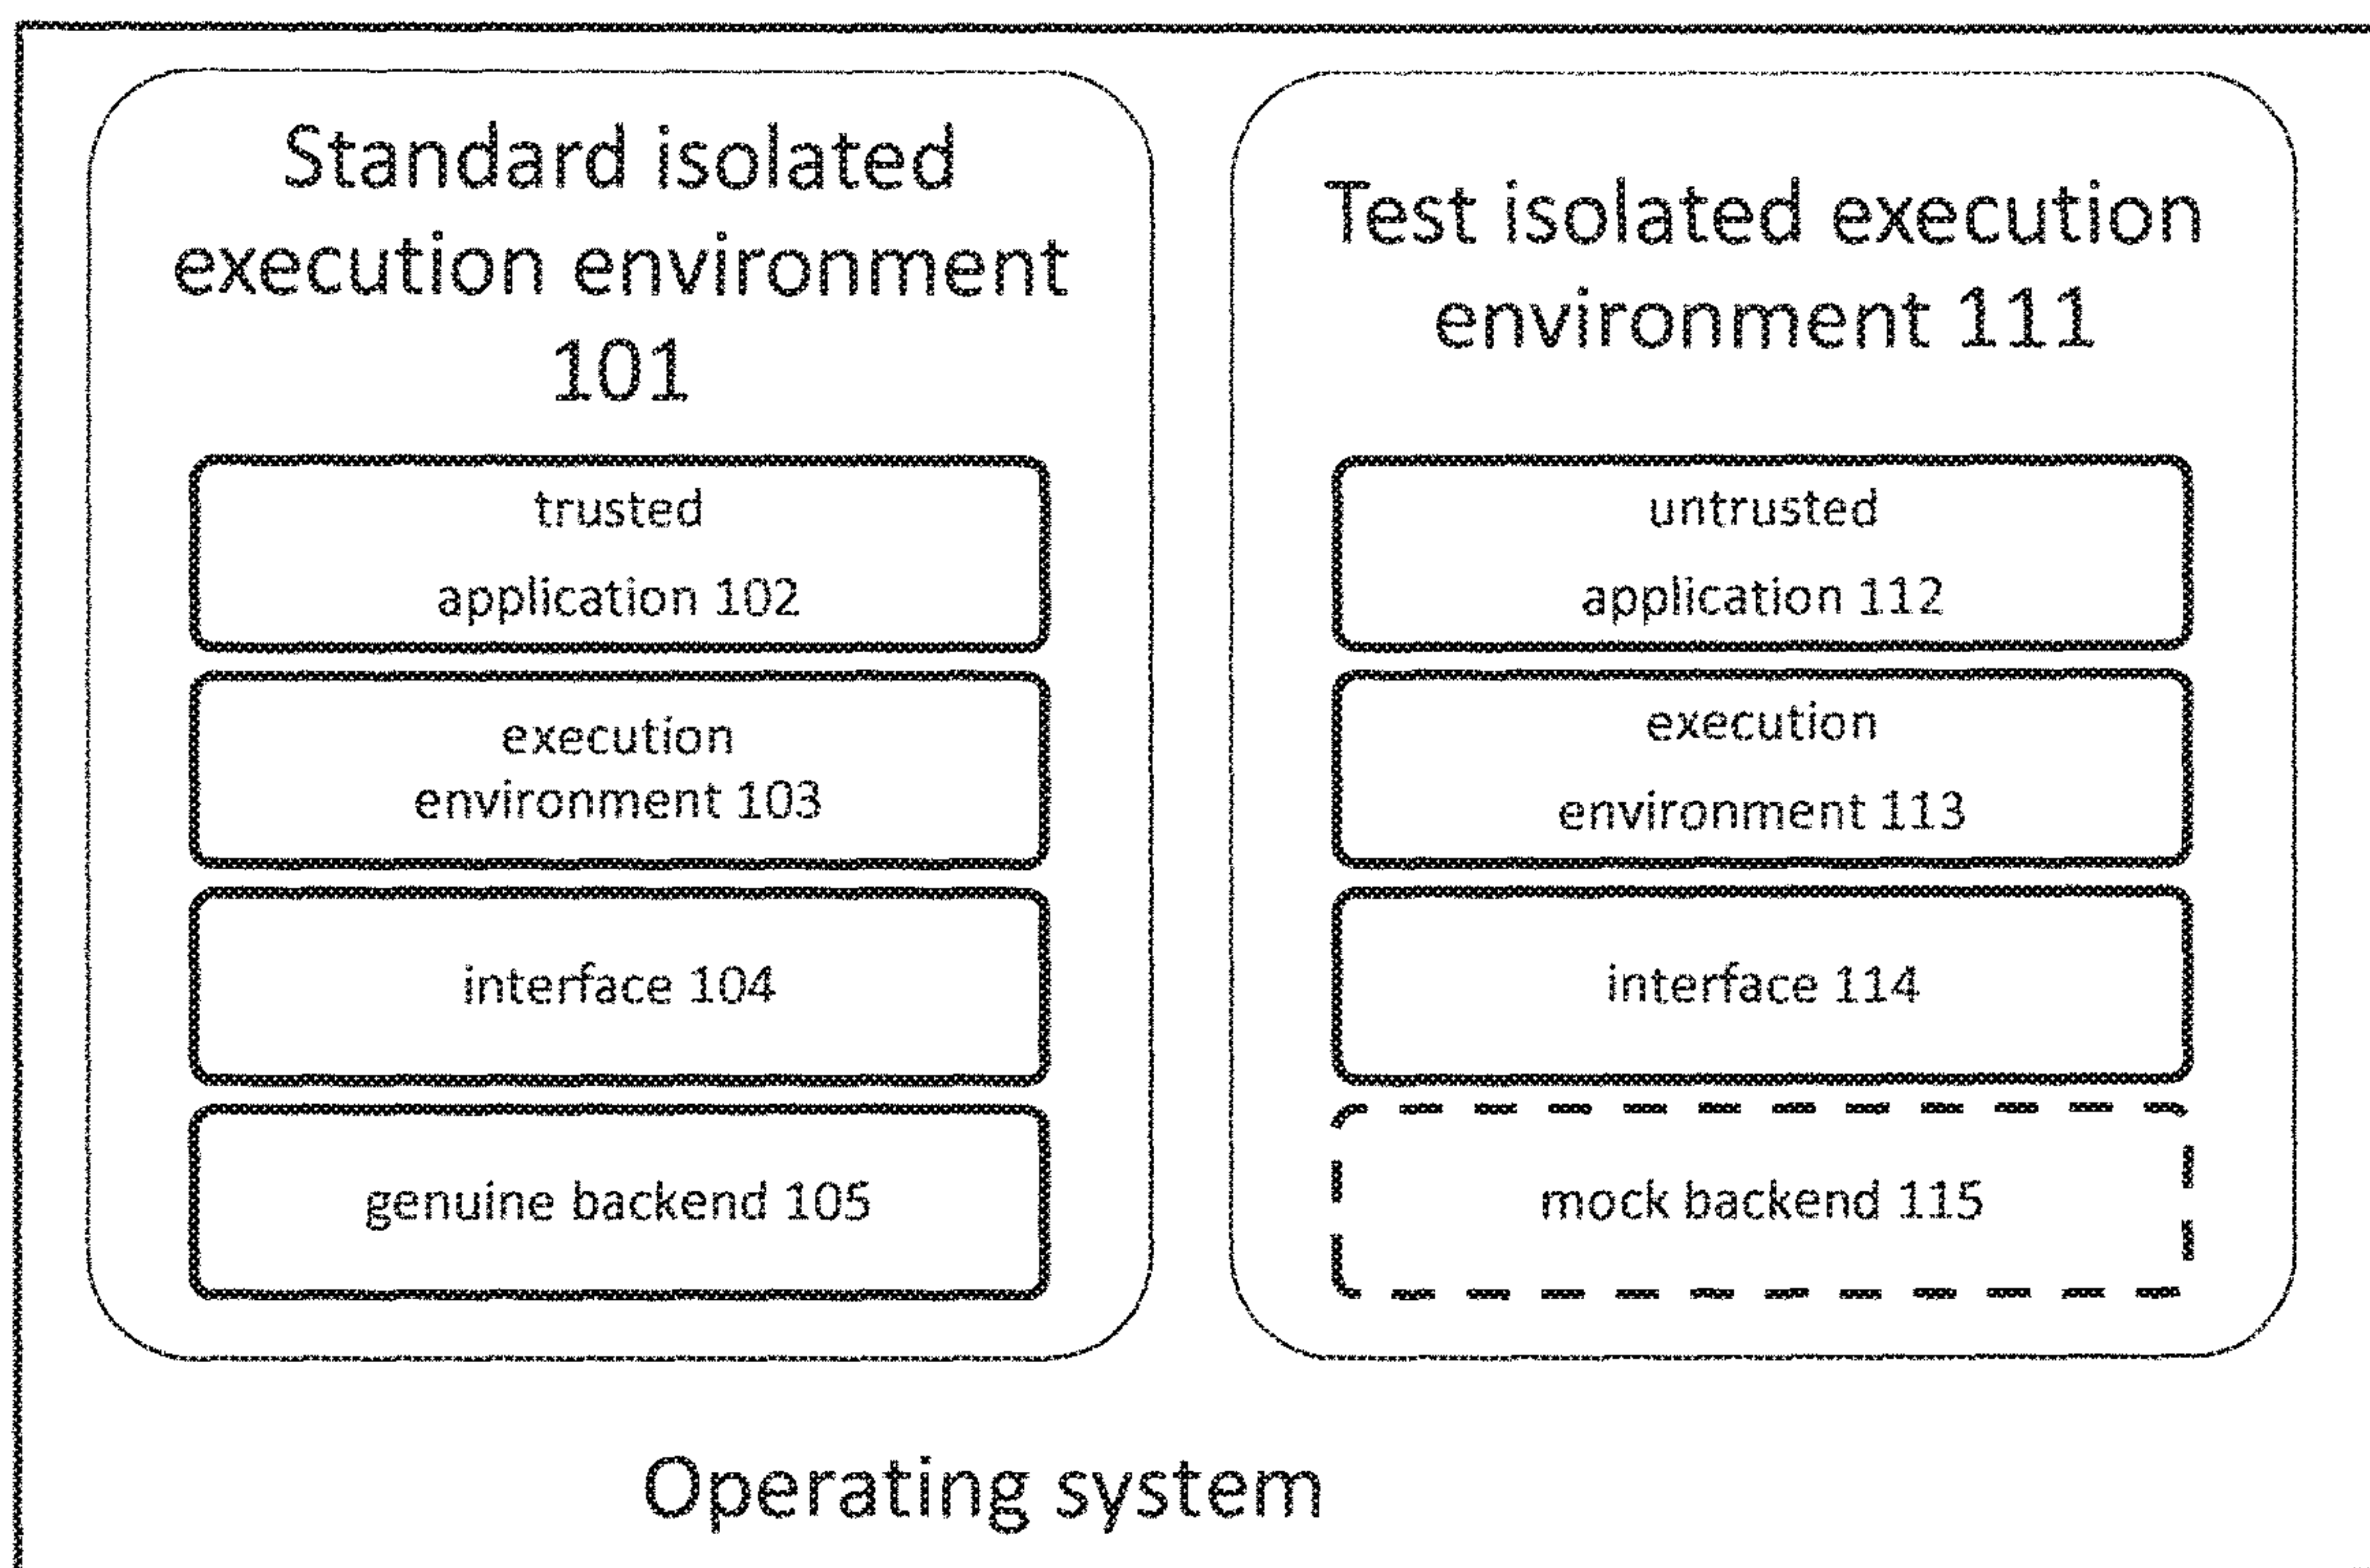 Standard isolated
execution environment
101
trusted
application 102
execution
environment 103
interface 104
genuine backend 105
Test isolated execution
environment 111
untrusted
application 112
execution
environment 113
interface 114
mock backend 115
Operating system